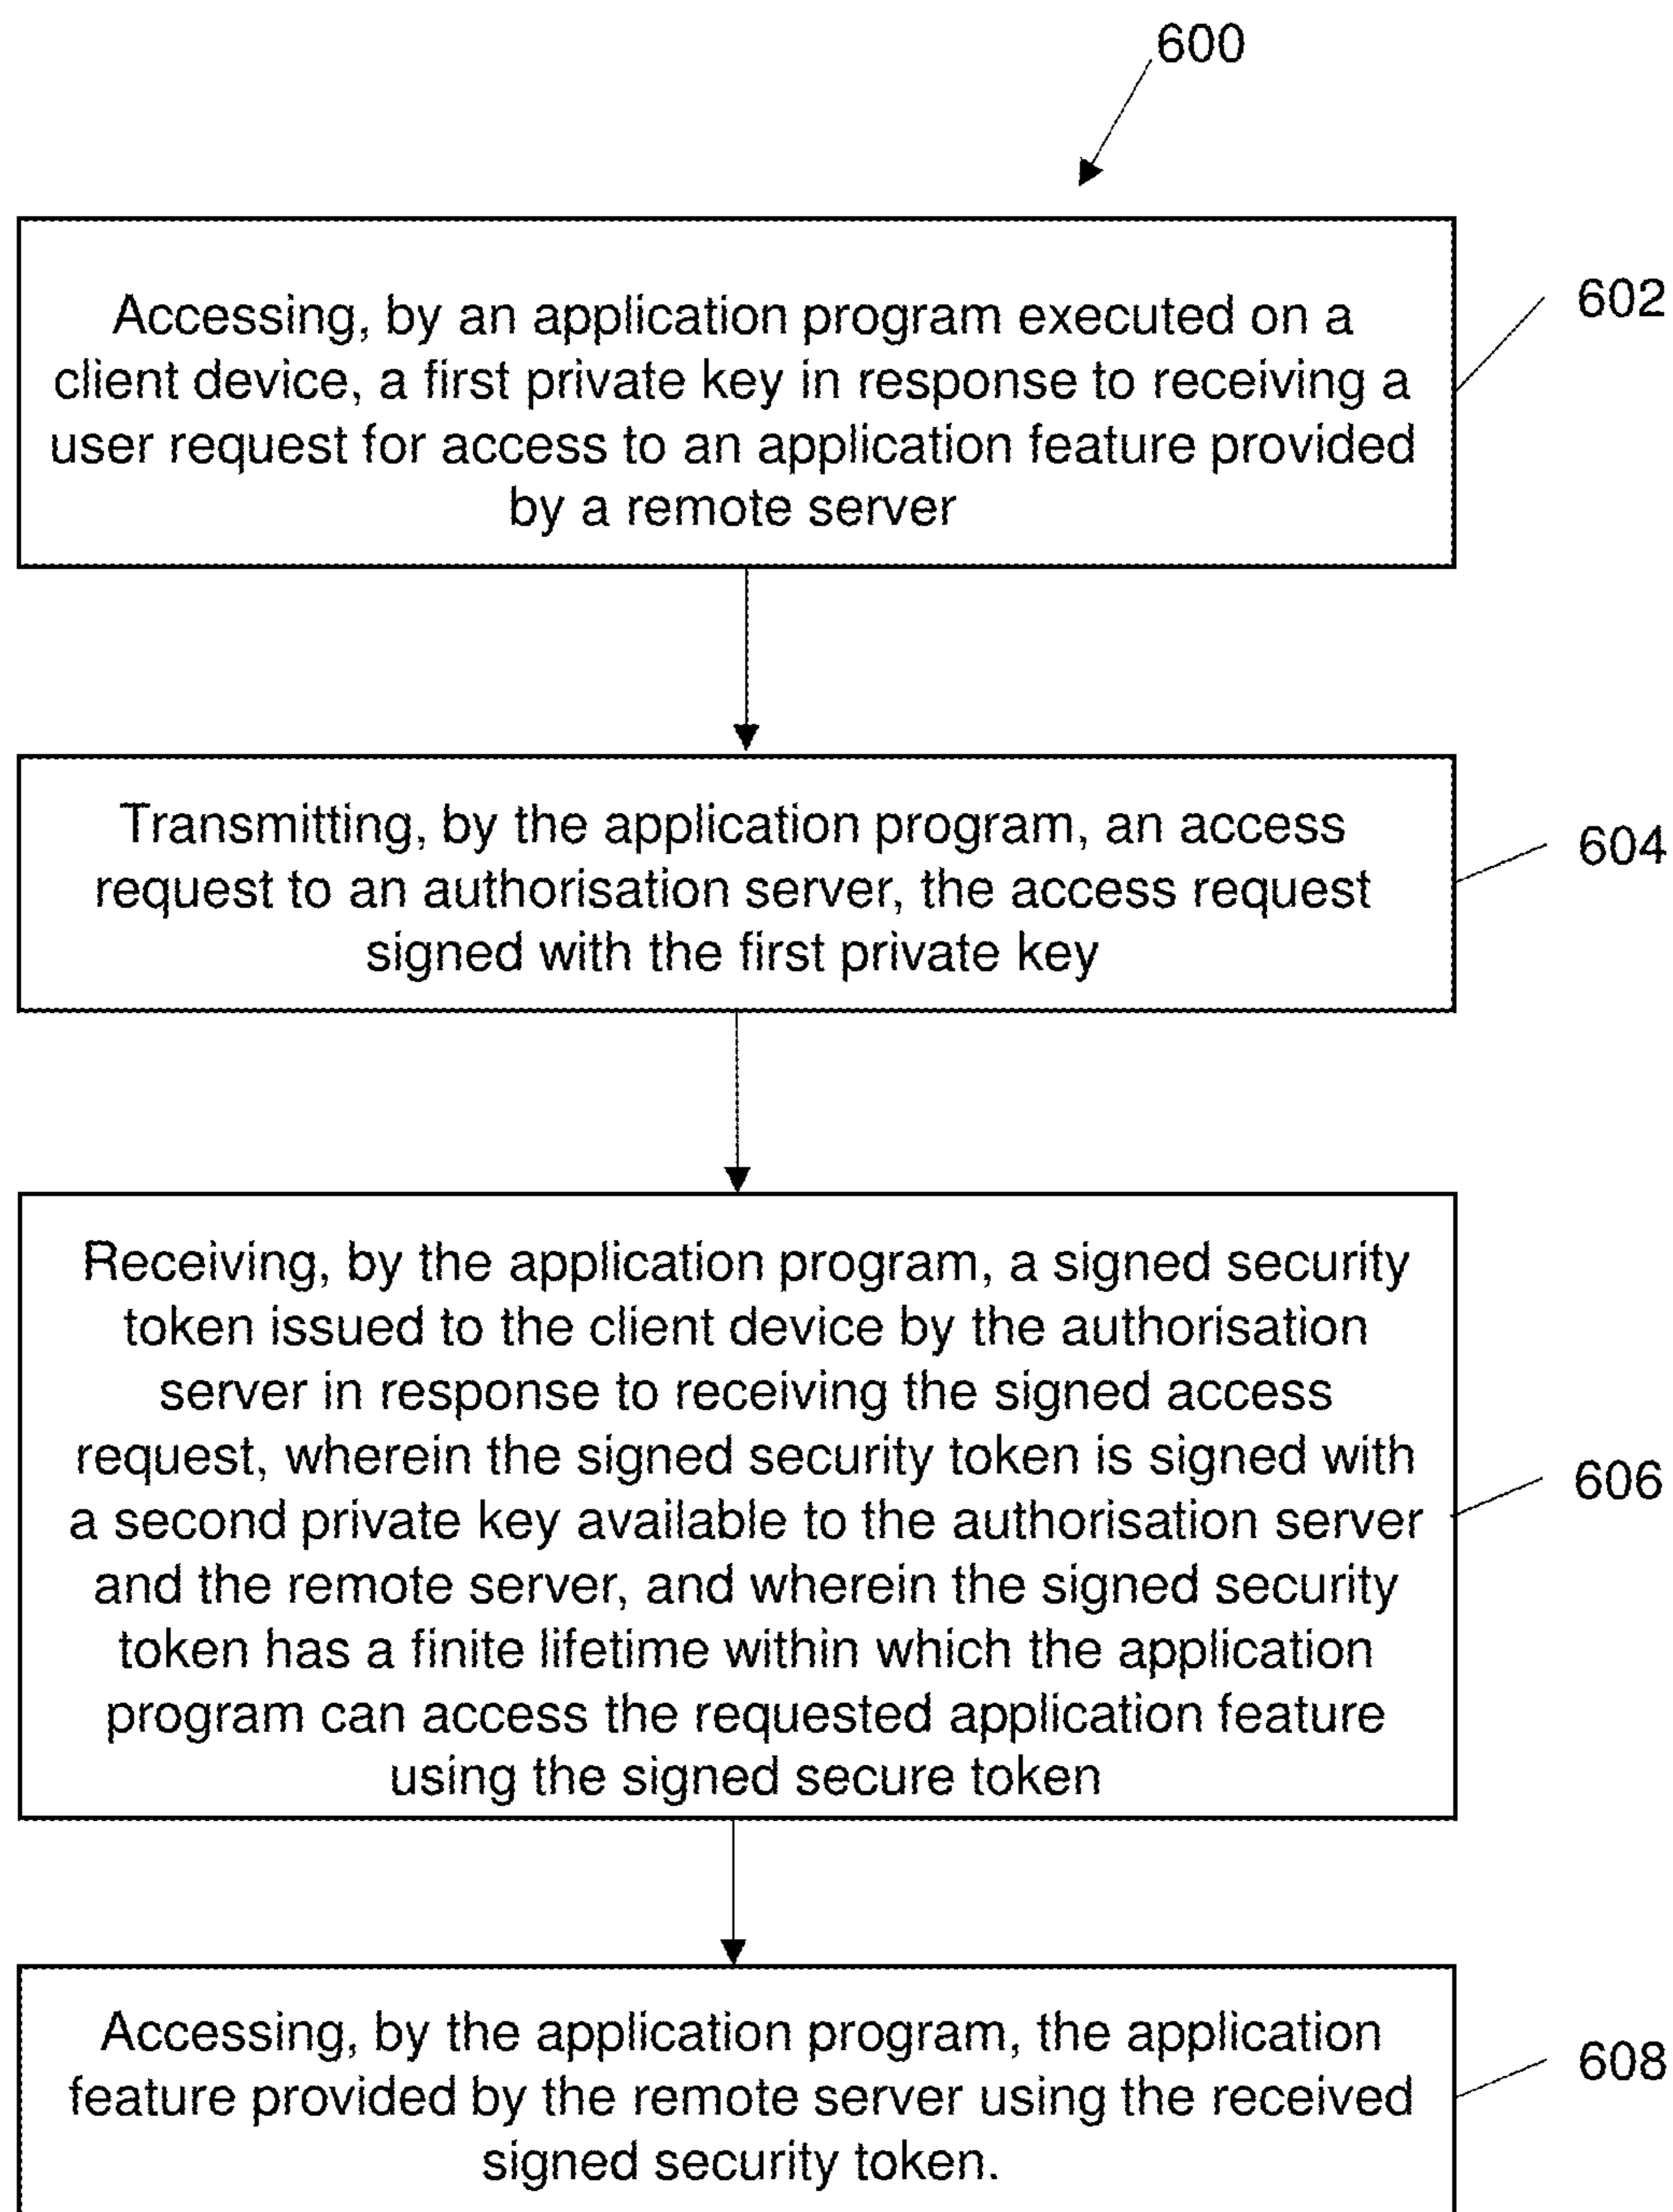 600
Accessing, by an application program executed on a
client device, a first private key in response to receiving a
user request for access to an application feature provided
by a remote server
602
Transmitting, by the application program, an access
request to an authorisation server, the access request
signed with the first private key
604
Receiving, by the application program, a signed security
token issued to the client device by the authorisation
server in response to receiving the signed access
request, wherein the signed security token is signed with
a second private key available to the authorisation server
and the remote server, and wherein the signed security
token has a finite lifetime within which the application
program can access the requested application feature
using the signed secure token
606
Accessing, by the application program, the application
feature provided by the remote server using the received
signed security token.
608